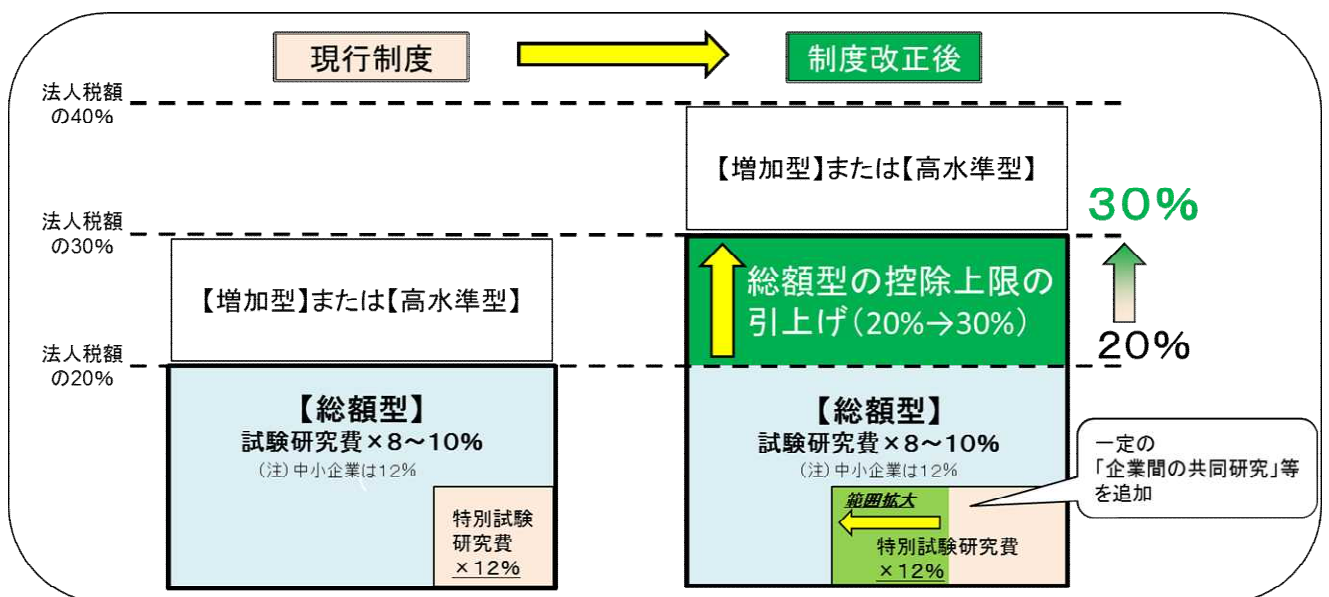 現行制度
制度改正後
法人税額
の40%
【増加型】または【高水準型】
30%
法人税額
の30%
【増加型】または【高水準型】
総額型の控除上限の
引上げ(20%→30%)
20%
法人税額
の20%
【総額型】
試験研究費×8~10%
(注)中小企業は12%
特別試験
研究費
×12%
【総額型】
試験研究費×8~10%
(注)中小企業は12%
範囲拡大
特別試験研究費
×12%
一定の
「企業間の共同研究」等
を追加